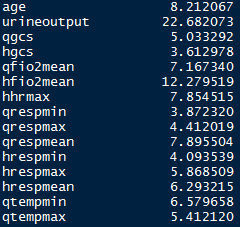 age 8.212067
urineoutput 22.682073
qgcs 5.033292
hgcs 3.612978
qfio2mean 7.167340
hfio2mean 12.279519
hhrmax 7.854515
qrespmin 3.872320
qrespmax 4.412019
qrespmean 7.895504
hrespmin 4.093539
hrespmax 5.868509
hrespmean 6.293215
qtempmin 6.579658
qtempmax 5.412120